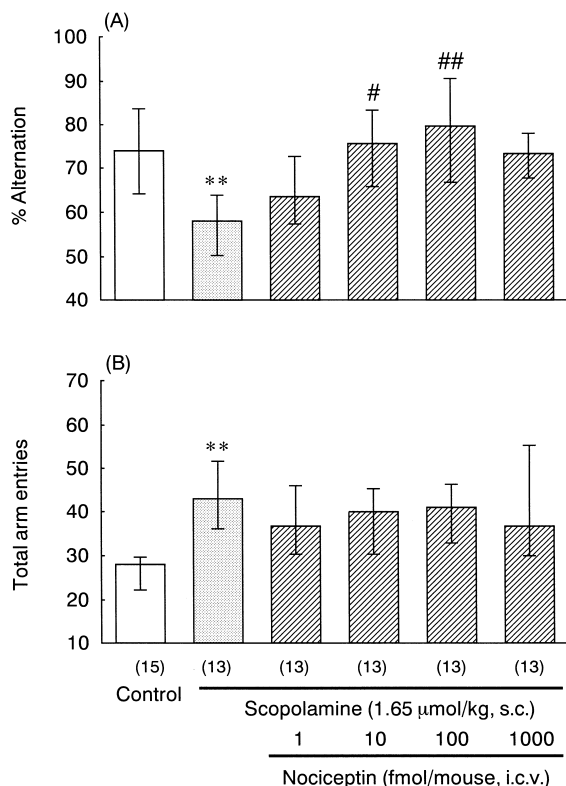 (A)
% Alternation
100
90
80
70
60
50
40
**
#
##
(B)
Total arm entries
70
60
50
40
30
20
10
**
(15) (13) (13) (13) (13) (13)
Control
Scopolamine (1.65 μmol/kg, s.c.)
1 10 100 1000
Nociceptin (fmol/mouse, i.c.v.)